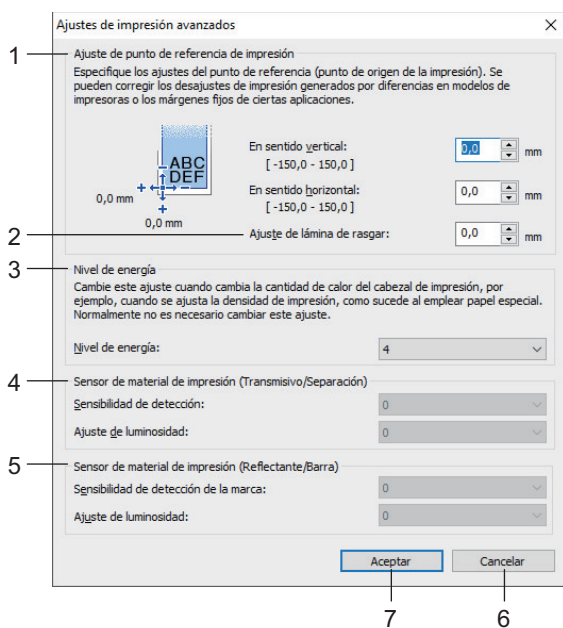 Ajustes de impresión avanzados
1
Ajuste de punto de referencia de impresión
Especifique los ajustes del punto de referencia (punto de origen de la impresión). Se
pueden corregir los desajustes de impresión generados por diferencias en modelos de
impresoras o los márgenes fijos de ciertas aplicaciones.
ABC
DEF
0,0 mm
0,0 mm
En sentido vertical:
[ -150,0 - 150,0 ]
0,0 mm
En sentido horizontal:
[ -150,0 - 150,0 ]
0,0 mm
2
Ajuste de lámina de rasgar:
0,0 mm
3
Nivel de energía
Cambie este ajuste cuando cambia la cantidad de calor del cabezal de impresión, por
ejemplo, cuando se ajusta la densidad de impresión, como sucede al emplear papel especial.
Normalmente no es necesario cambiar este ajuste.
Nivel de energía: 4
4
Sensor de material de impresión (Transmisivo/Separación)
Sensibilidad de detección: 0
Ajuste de luminosidad: 0
5
Sensor de material de impresión (Reflectante/Barra)
Sensibilidad de detección de la marca: 0
Ajuste de luminosidad: 0
Aceptar Cancelar
7 6